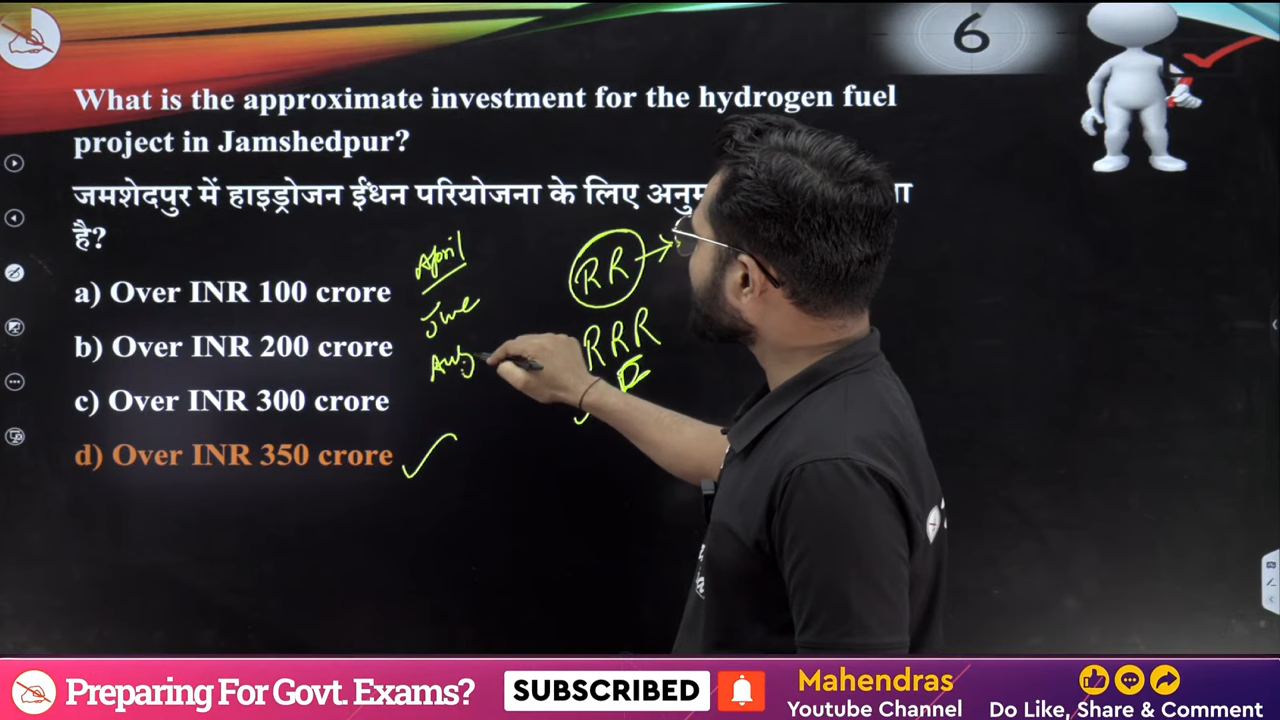 6
What is the approximate investment for the hydrogen fuel
project in Jamshedpur?
जमशेदपुर में हाइड्रोजन ईंधन परियोजना के लिए
है?
a) Over INR 100 crore
b) Over INR 200 crore
c) Over INR 300 crore
d) Over INR 350 crore
April
June
Aug
RR
RRR
Preparing For Govt. Exams?
SUBSCRIBED
Mahendras
Youtube Channel
Do Like, Share & Comment